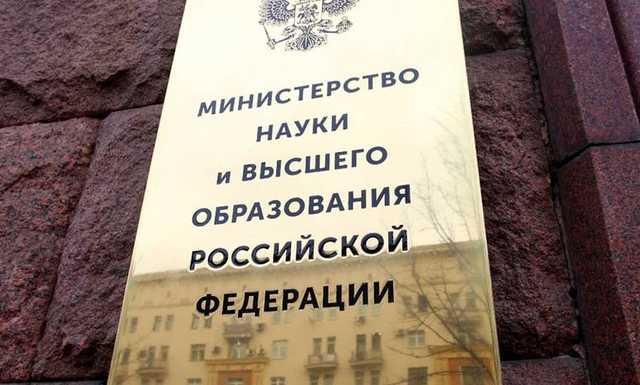 МИНИСТЕРСТВО
НАУКИ
и ВЫСШЕГО
ОБРАЗОВАНИЯ
РОССИЙСКОЙ
ФЕДЕРАЦИИ